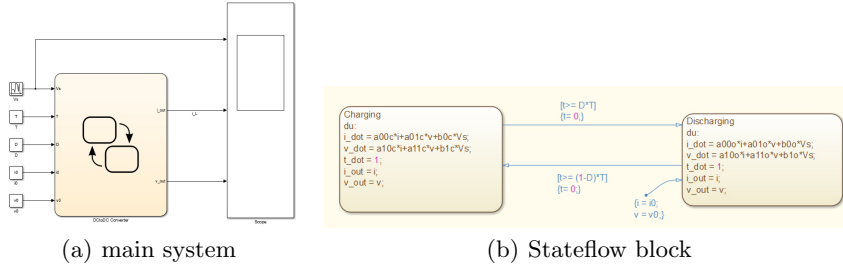 Vs
Vs
T
T
T
D
D
D
i0
i0
i0
v0
v0
v0
i_out
v_out
DCtoDC Converter
Scope
(a) main system
Charging
du:
i_dot = a00c*i+a01c*v+b0c*Vs;
v_dot = a10c*i+a11c*v+b1c*Vs;
t_dot = 1;
i_out = i;
v_out = v;
[t>= D*T]
{t= 0;}
[t>= (1-D)*T]
{t= 0;}
Discharging
du:
i_dot = a00o*i+a01o*v+b0o*Vs;
v_dot = a10o*i+a11o*v+b1o*Vs;
t_dot = 1;
i_out = i;
v_out = v;
{i = i0;
v = v0;}
(b) Stateflow block